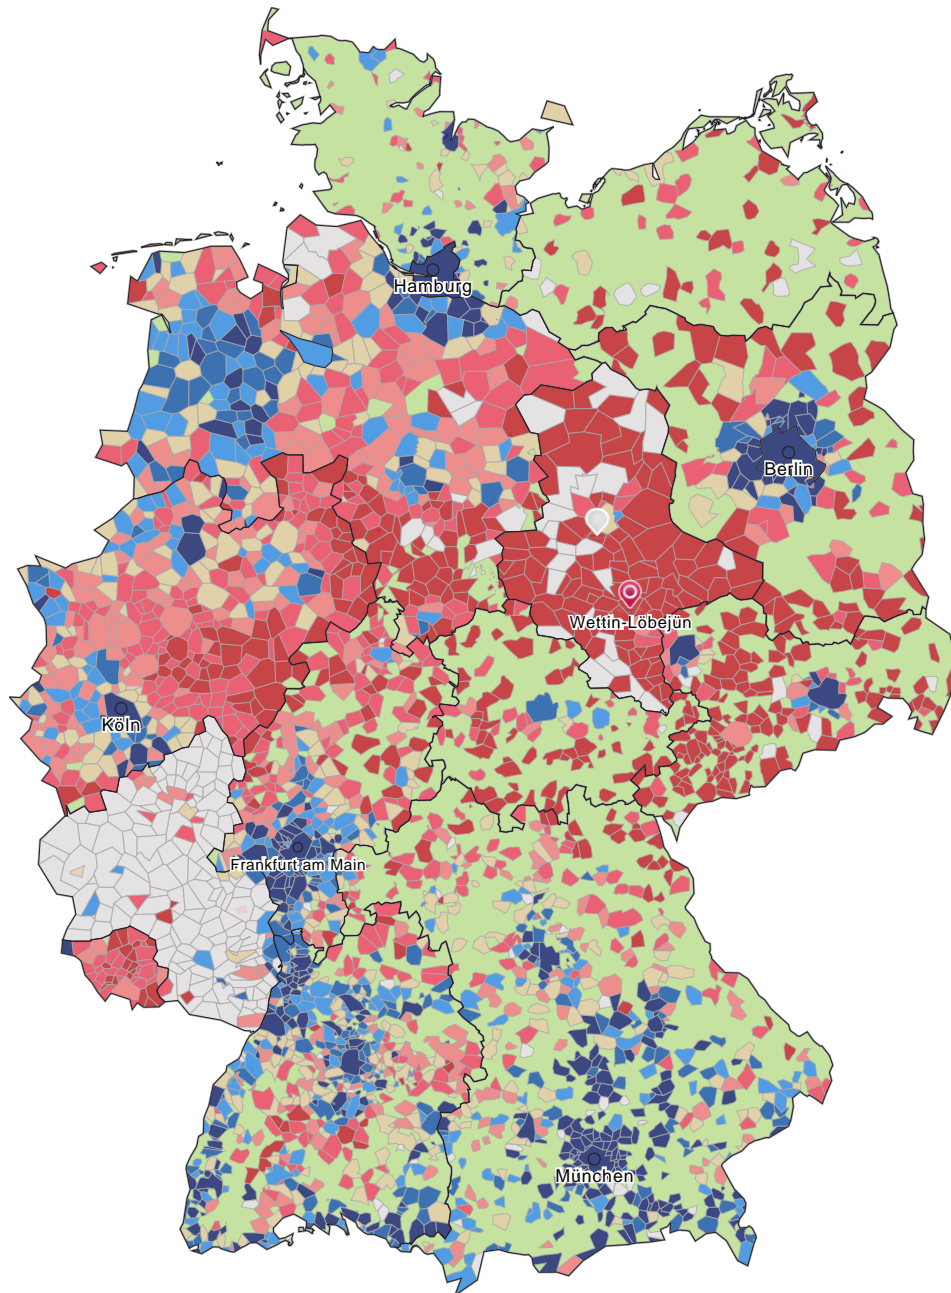 Hamburg
Berlin
Wettin-Löbejün
Köln
Frankfurt am Main
München